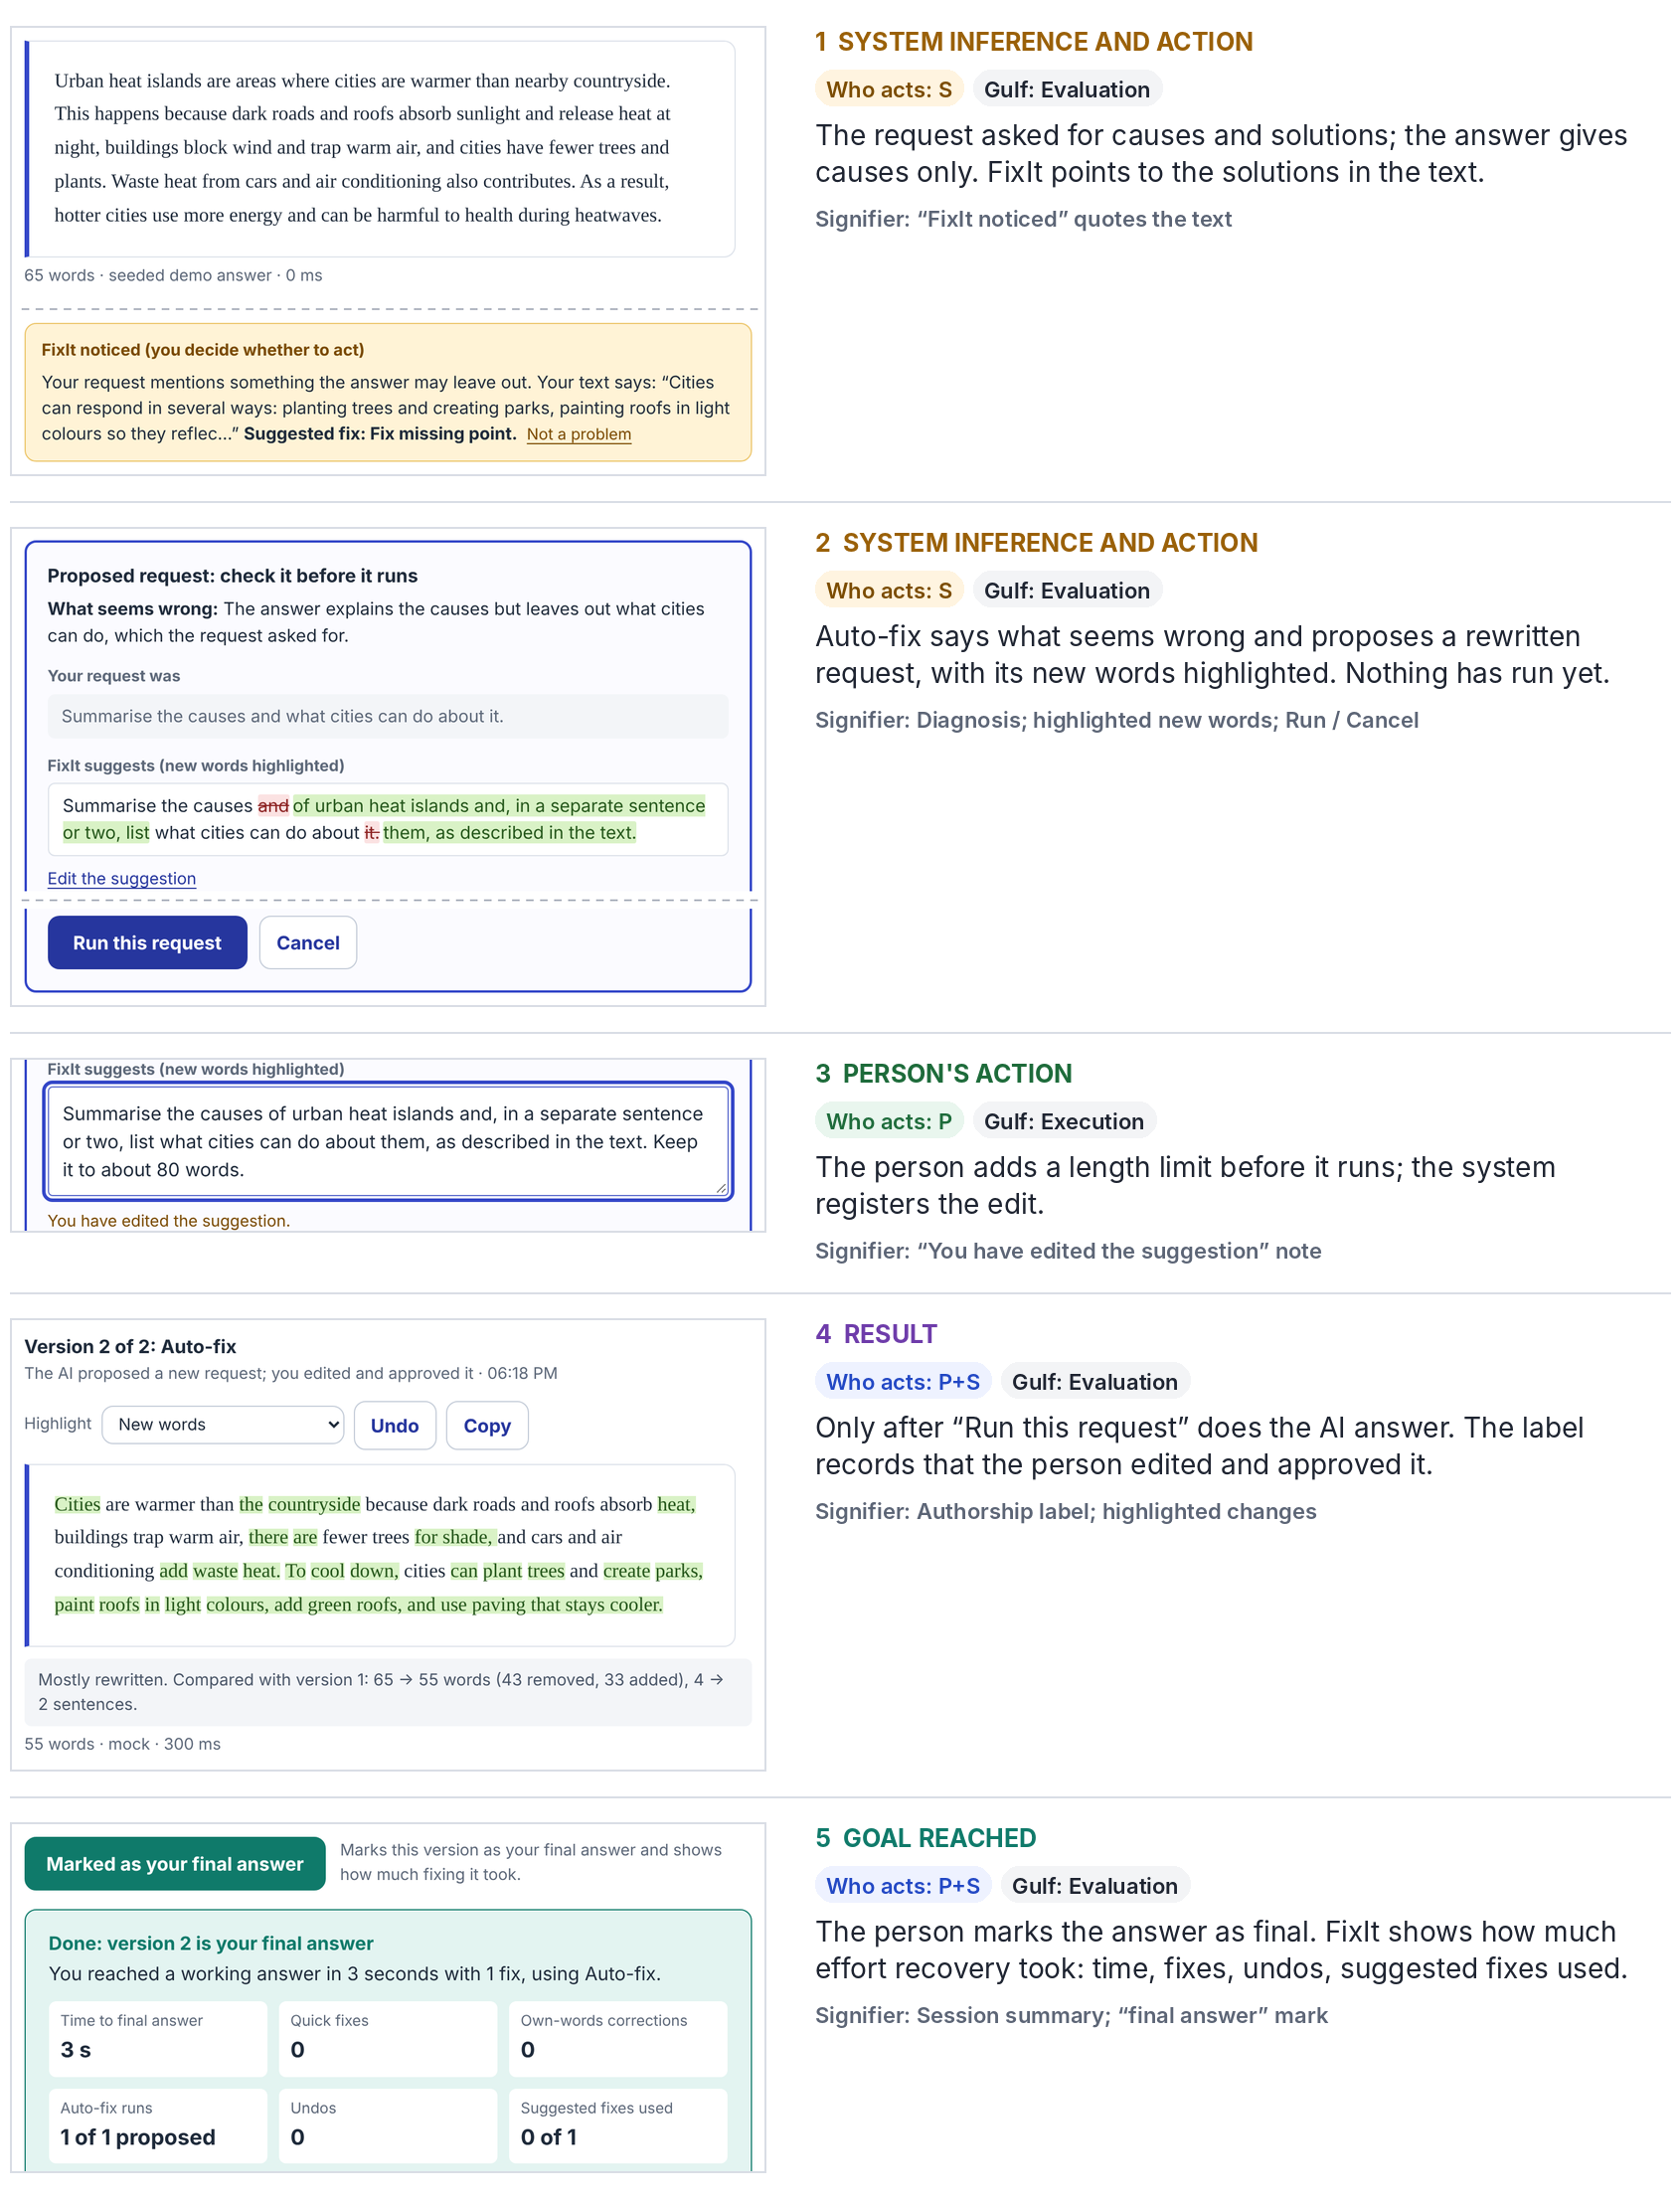 Urban heat islands are areas where cities are warmer than nearby countryside.
This happens because dark roads and roofs absorb sunlight and release heat at
night, buildings block wind and trap warm air, and cities have fewer trees and
plants. Waste heat from cars and air conditioning also contributes. As a result,
hotter cities use more energy and can be harmful to health during heatwaves.
65 words · seeded demo answer · 0 ms
FixIt noticed (you decide whether to act)
Your request mentions something the answer may leave out. Your text says: “Cities
can respond in several ways: planting trees and creating parks, painting roofs in light
colours so they reflec…” Suggested fix: Fix missing point. Not a problem
1 SYSTEM INFERENCE AND ACTION
Who acts: S Gulf: Evaluation
The request asked for causes and solutions; the answer gives
causes only. FixIt points to the solutions in the text.
Signifier: “FixIt noticed” quotes the text
Proposed request: check it before it runs
What seems wrong: The answer explains the causes but leaves out what cities
can do, which the request asked for.
Your request was
Summarise the causes and what cities can do about it.
FixIt suggests (new words highlighted)
Summarise the causes and of urban heat islands and, in a separate sentence
or two, list what cities can do about it. them, as described in the text.
Edit the suggestion
Run this request Cancel
2 SYSTEM INFERENCE AND ACTION
Who acts: S Gulf: Evaluation
Auto-fix says what seems wrong and proposes a rewritten
request, with its new words highlighted. Nothing has run yet.
Signifier: Diagnosis; highlighted new words; Run / Cancel
FixIt suggests (new words highlighted)
Summarise the causes of urban heat islands and, in a separate sentence
or two, list what cities can do about them, as described in the text. Keep
it to about 80 words.
You have edited the suggestion.
3 PERSON'S ACTION
Who acts: P Gulf: Execution
The person adds a length limit before it runs; the system
registers the edit.
Signifier: “You have edited the suggestion” note
Version 2 of 2: Auto-fix
The AI proposed a new request; you edited and approved it · 06:18 PM
Highlight New words Undo Copy
Cities are warmer than the countryside because dark roads and roofs absorb heat,
buildings trap warm air, there are fewer trees for shade, and cars and air
conditioning add waste heat. To cool down, cities can plant trees and create parks,
paint roofs in light colours, add green roofs, and use paving that stays cooler.
Mostly rewritten. Compared with version 1: 65 → 55 words (43 removed, 33 added), 4 →
2 sentences.
55 words · mock · 300 ms
4 RESULT
Who acts: P+S Gulf: Evaluation
Only after “Run this request” does the AI answer. The label
records that the person edited and approved it.
Signifier: Authorship label; highlighted changes
Marked as your final answer
Marks this version as your final answer and shows
how much fixing it took.
Done: version 2 is your final answer
You reached a working answer in 3 seconds with 1 fix, using Auto-fix.
Time to final answer Quick fixes Own-words corrections
3 s 0 0
Auto-fix runs Undos Suggested fixes used
1 of 1 proposed 0 0 of 1
5 GOAL REACHED
Who acts: P+S Gulf: Evaluation
The person marks the answer as final. FixIt shows how much
effort recovery took: time, fixes, undos, suggested fixes used.
Signifier: Session summary; “final answer” mark